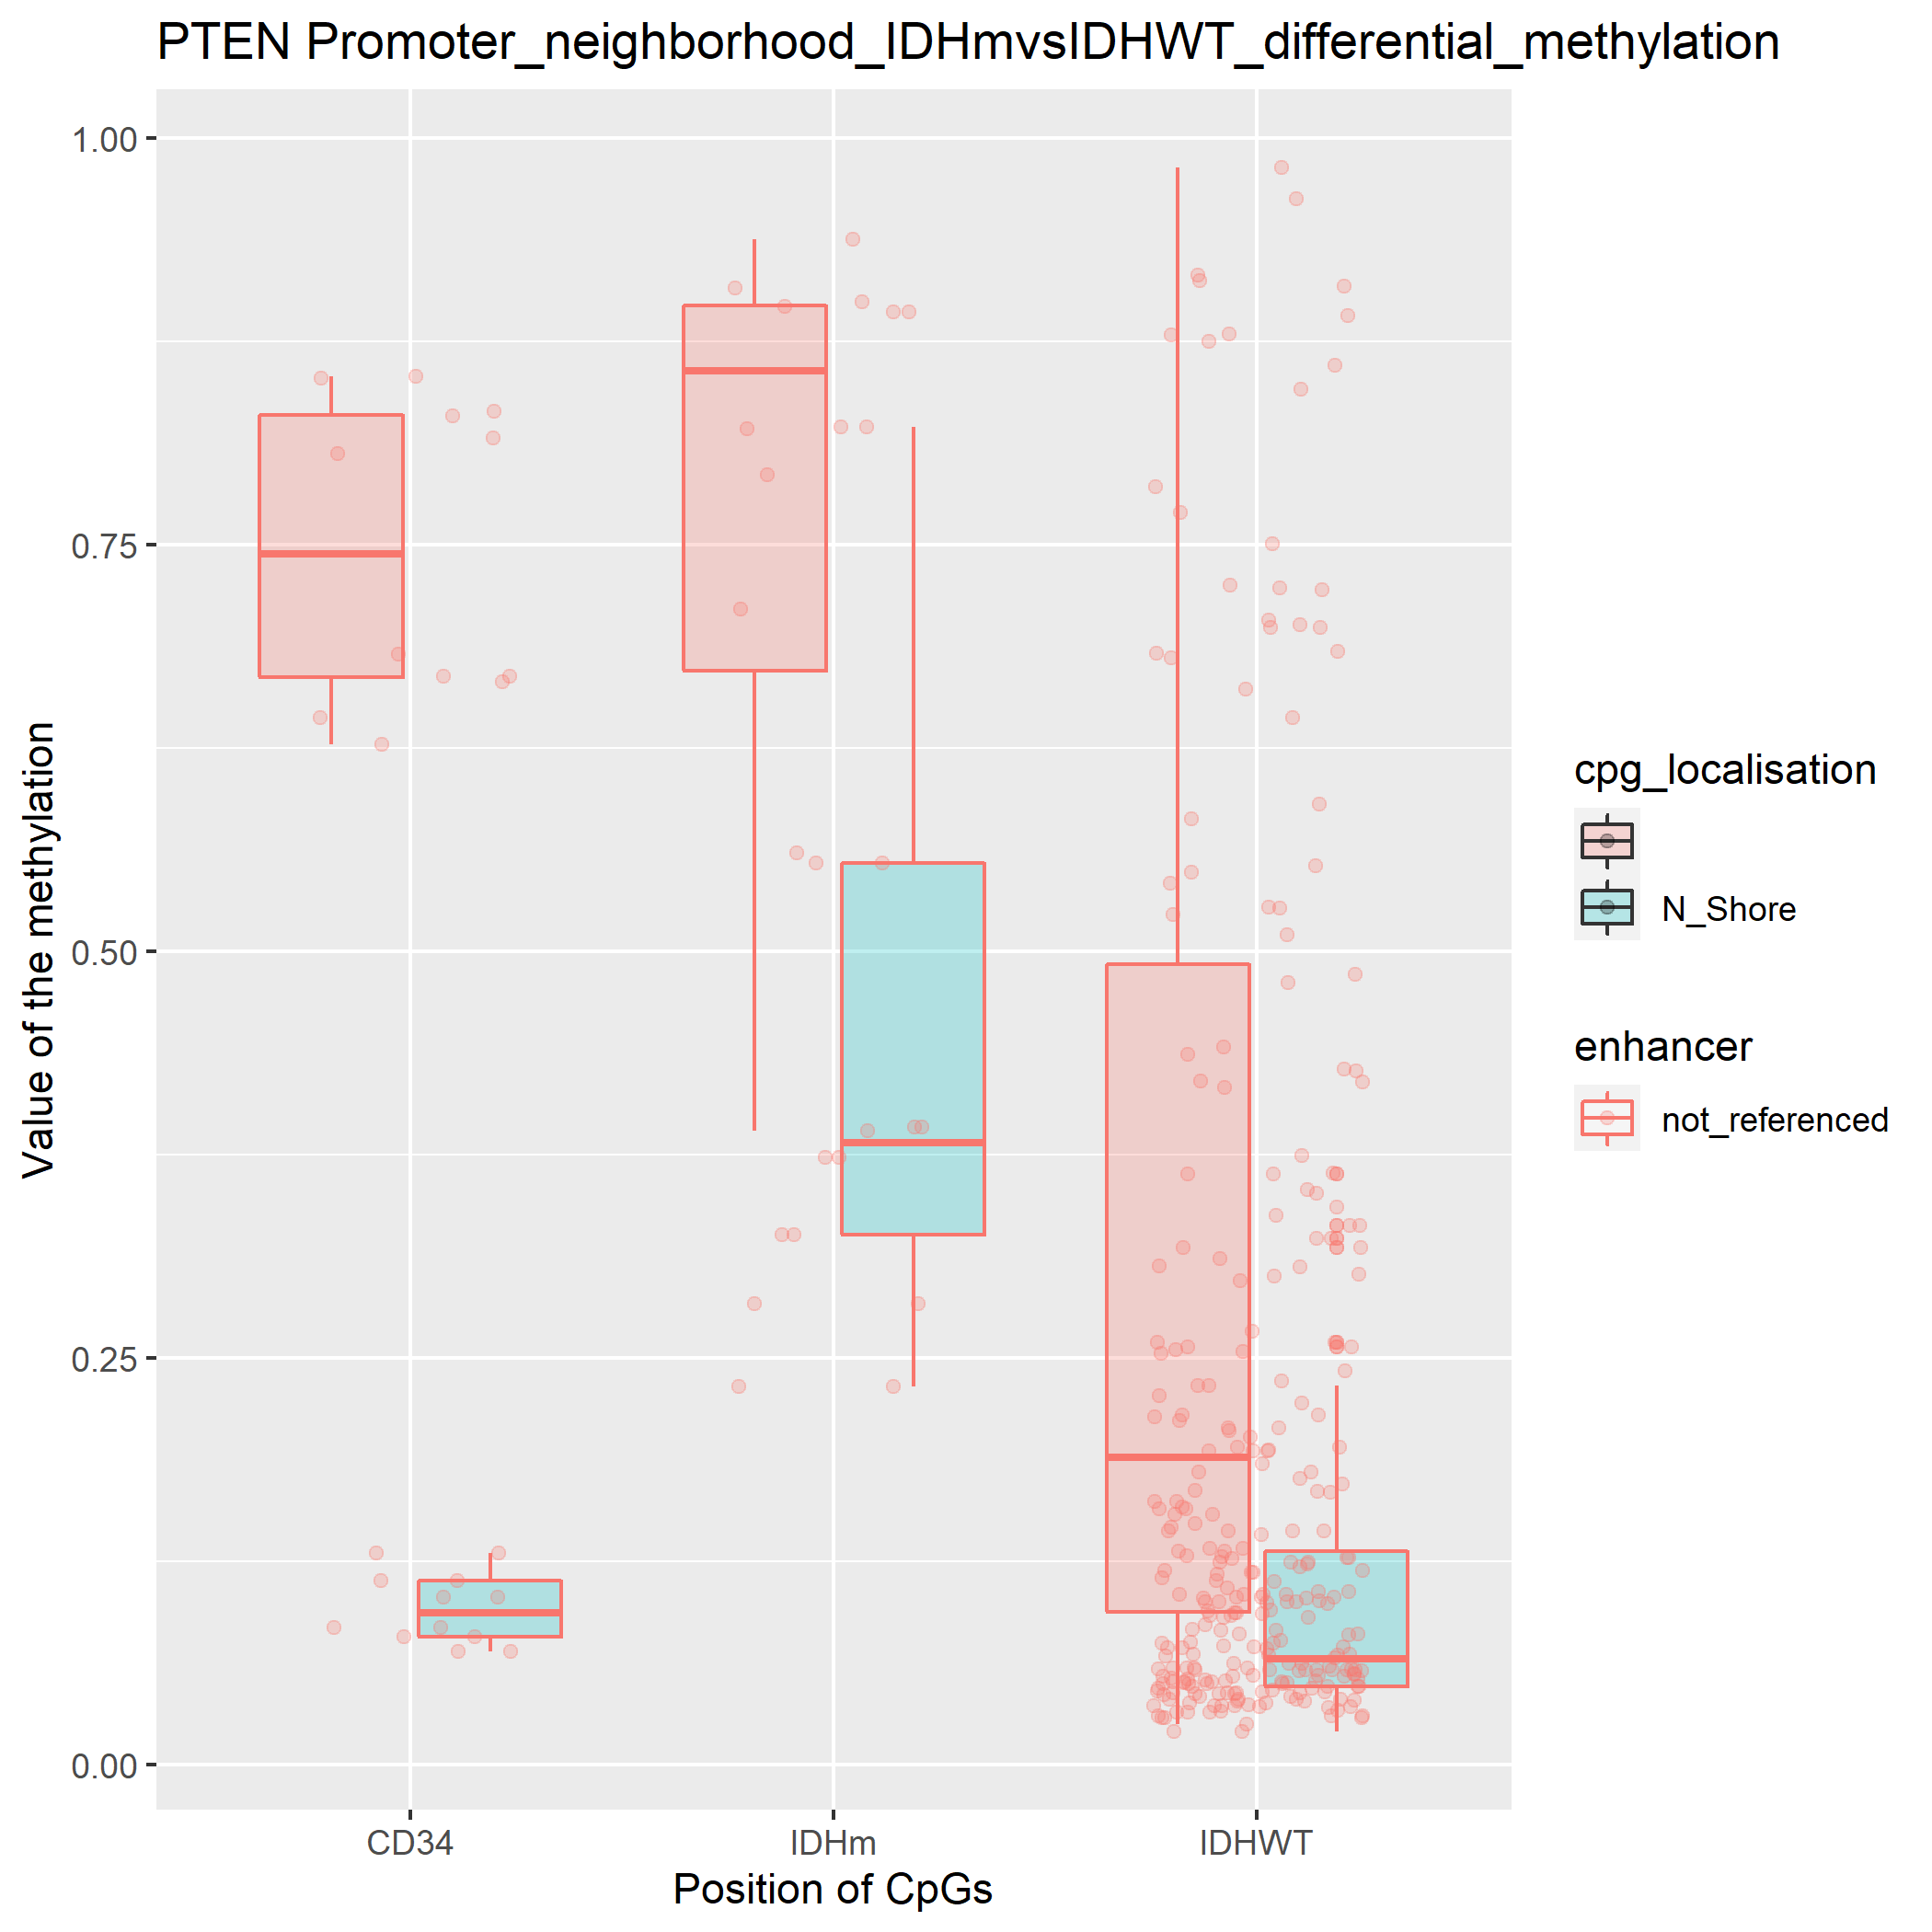 PTEN Promoter_neighborhood_IDHmvsIDHWT_differential_methylation
1.00
0.75
0.50
0.25
0.00
Value of the methylation
CD34
IDHm
IDHWT
Position of CpGs
cpg_localisation
N_Shore
enhancer
not_referenced